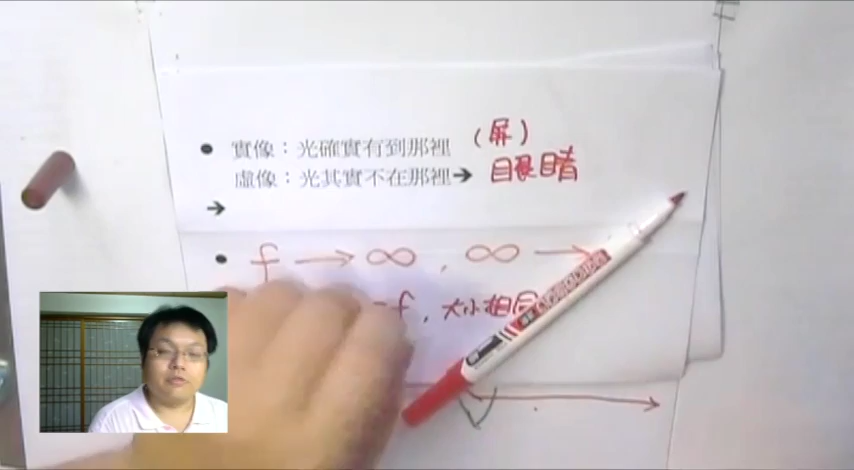 ● 實像：光確實有到那裡 （屏）
虛像：光其實不在那裡→ 眼睛
→
● f → ∞ , ∞ →
f , 大小相同